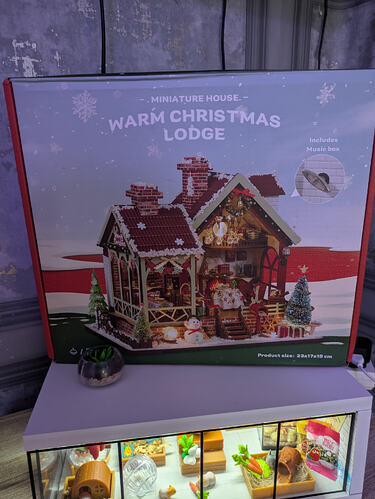 MINIATURE HOUSE
WARM CHRISTMAS
LODGE
Includes
Music box
Product size: 23x17x19 cm